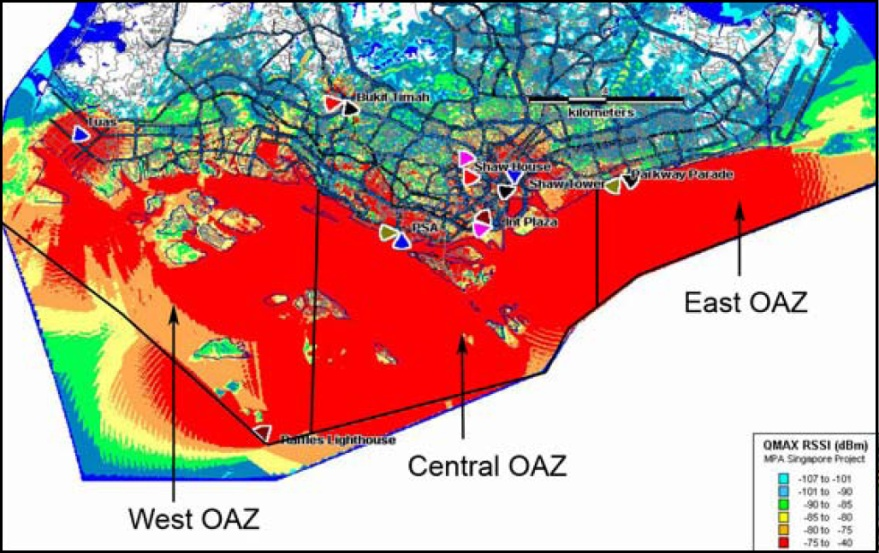 Bukit Timah
kilometers
Tuas
Shaw House
Parkway Parade
Shaw Tower
Int Plaza
PSA
East OAZ
Raffles Lighthouse
Central OAZ
West OAZ
QMAX RSSI (dBm)
MPA Singapore Project
-107 to -101
-101 to -90
-90 to -85
-85 to -80
-80 to -75
-75 to -40